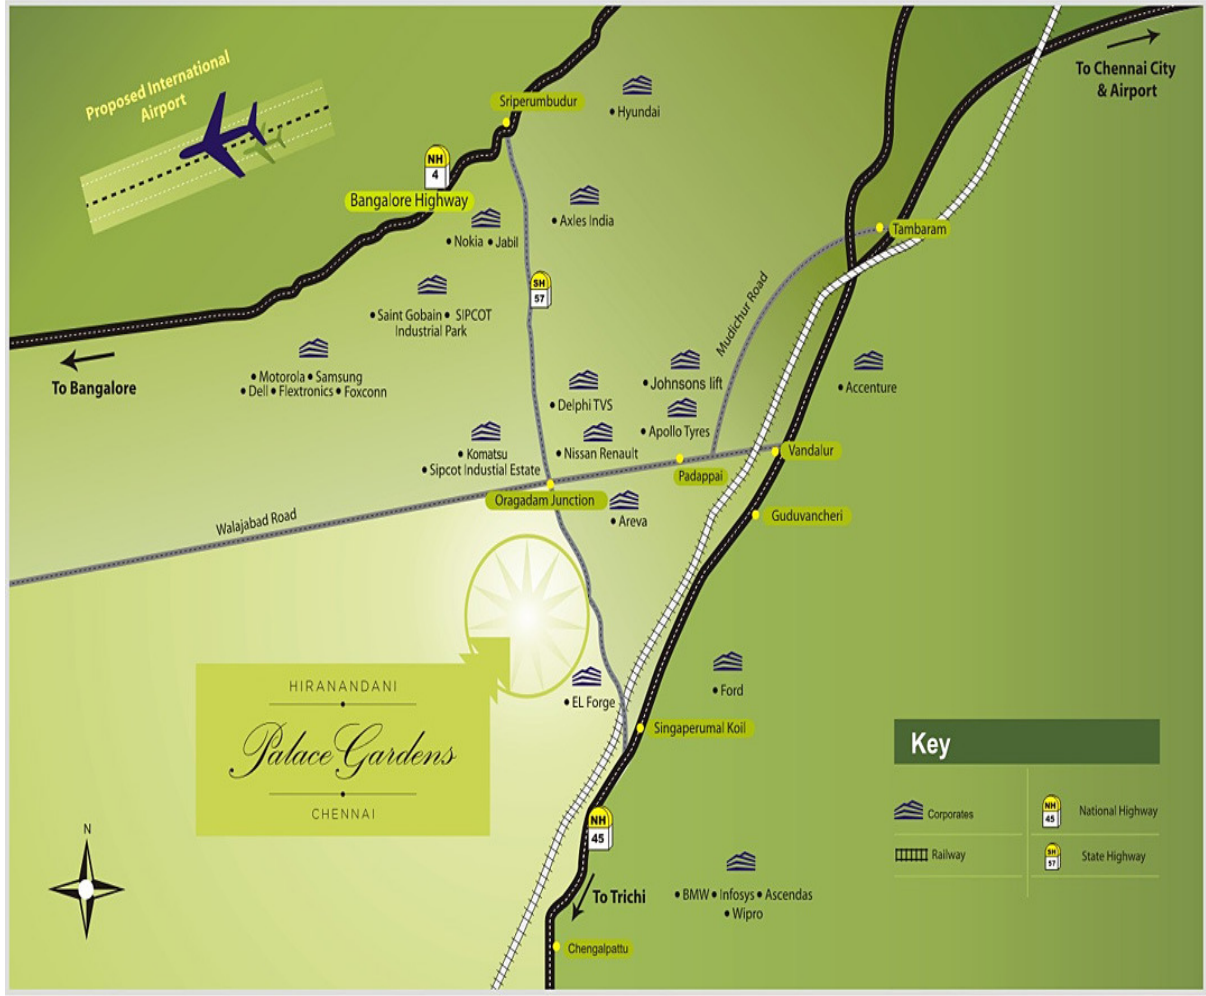 Proposed International
Airport
To Chennai City
& Airport
Sriperumbudur
• Hyundai
NH
4
Bangalore Highway
• Axles India
• Nokia • Jabil
Tambaram
SH
57
Mudichur Road
• Saint Gobain • SIPCOT
Industrial Park
To Bangalore
• Motorola • Samsung
• Dell • Flextronics • Foxconn
• Johnsons lift
• Accenture
• Delphi TVS
• Apollo Tyres
• Komatsu
• Sipcot Industial Estate
• Nissan Renault
Vandalur
Padappai
Oragadam Junction
Walajabad Road
• Areva
Guduvancheri
HIRANANDANI
Palace Gardens
CHENNAI
• EL Forge
• Ford
Singaperumal Koil
Key
Corporates
NH
45
National Highway
Railway
SH
57
State Highway
NH
45
N
To Trichi
• BMW • Infosys • Ascendas
• Wipro
Chengalpattu